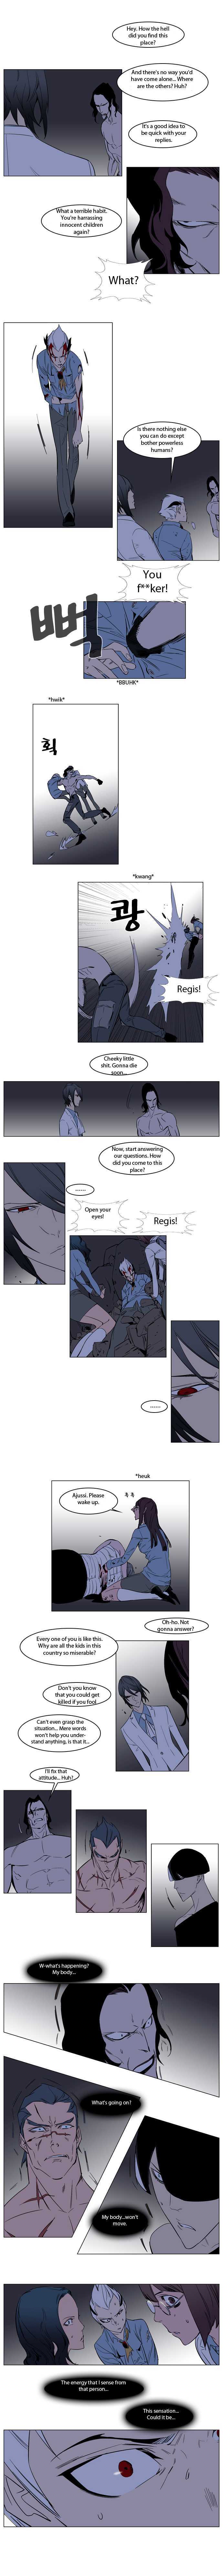 Hey. How the hell
did you find this
place?
And there's no way you'd
have come alone... Where
are the others? Huh?
It's a good idea to
be quick with your
replies.
What a terrible habit.
You're harrassing
innocent children
again?
What?
Is there nothing else
you can do except
bother powerless
humans?
You
f**ker!
뻐억
*BBUHK*
*hwik*
휙
*kwang*
쾅
Regis!
Cheeky little
shit. Gonna die
soon...
Now, start answering
our questions. How
did you come to this
place?
......
Open your
eyes!
Regis!
......
*heuk
흑흑
Ajussi. Please
wake up.
Oh-ho. Not
gonna answer?
Every one of you is like this.
Why are all the kids in this
country so miserable?
Don't you know
that you could get
killed if you fool.
Can't even grasp the
situation... Mere words
won't help you under-
stand anything, is that it...
I'll fix that
attitude... Huh?
W-what's happening?
My body...
What's going on?
My body...won't
move.
The energy that I sense from
that person...
This sensation...
Could it be...